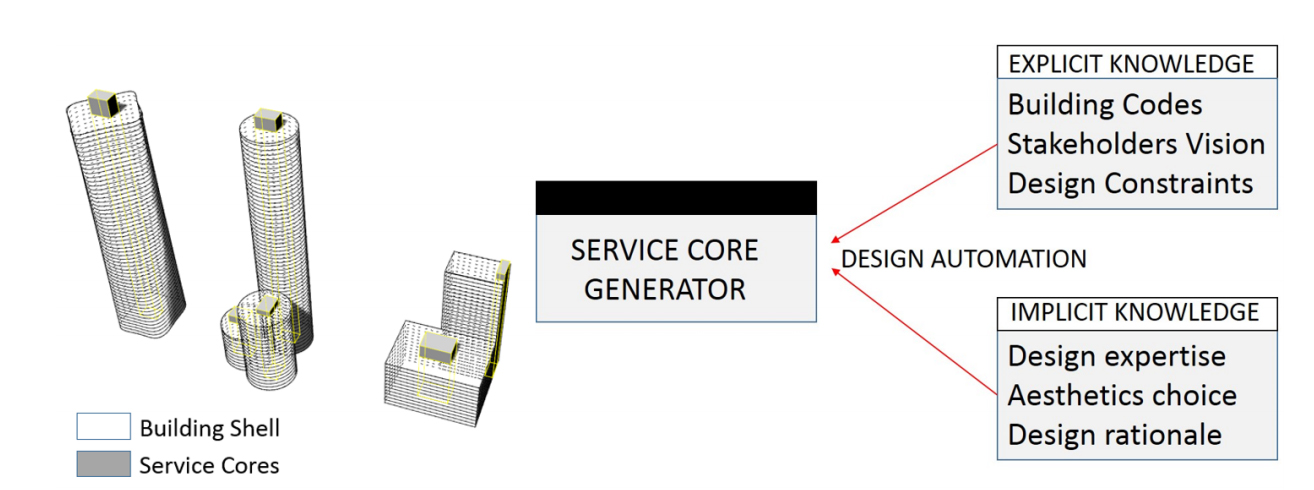 EXPLICIT KNOWLEDGE
Building Codes
Stakeholders Vision
Design Constraints
SERVICE CORE
GENERATOR
DESIGN AUTOMATION
IMPLICIT KNOWLEDGE
Design expertise
Aesthetics choice
Design rationale
Building Shell
Service Cores